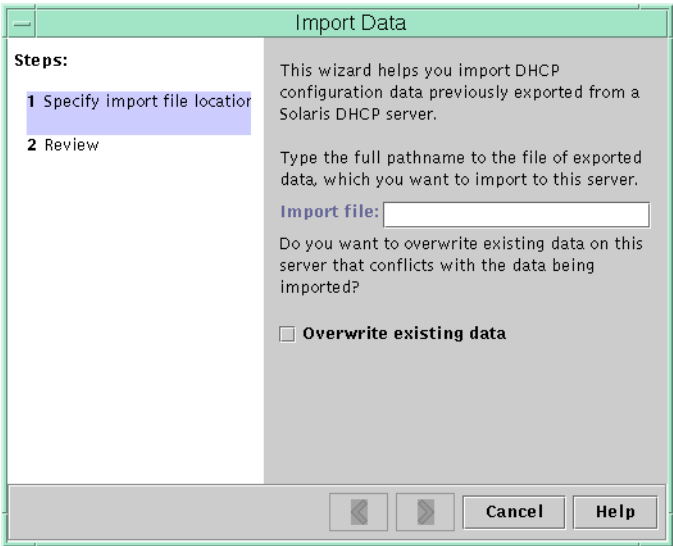 Import Data
Steps:
1 Specify import file location
2 Review
This wizard helps you import DHCP
configuration data previously exported from a
Solaris DHCP server.
Type the full pathname to the file of exported
data, which you want to import to this server.
Import file:
Do you want to overwrite existing data on this
server that conflicts with the data being
imported?
Overwrite existing data
Cancel
Help